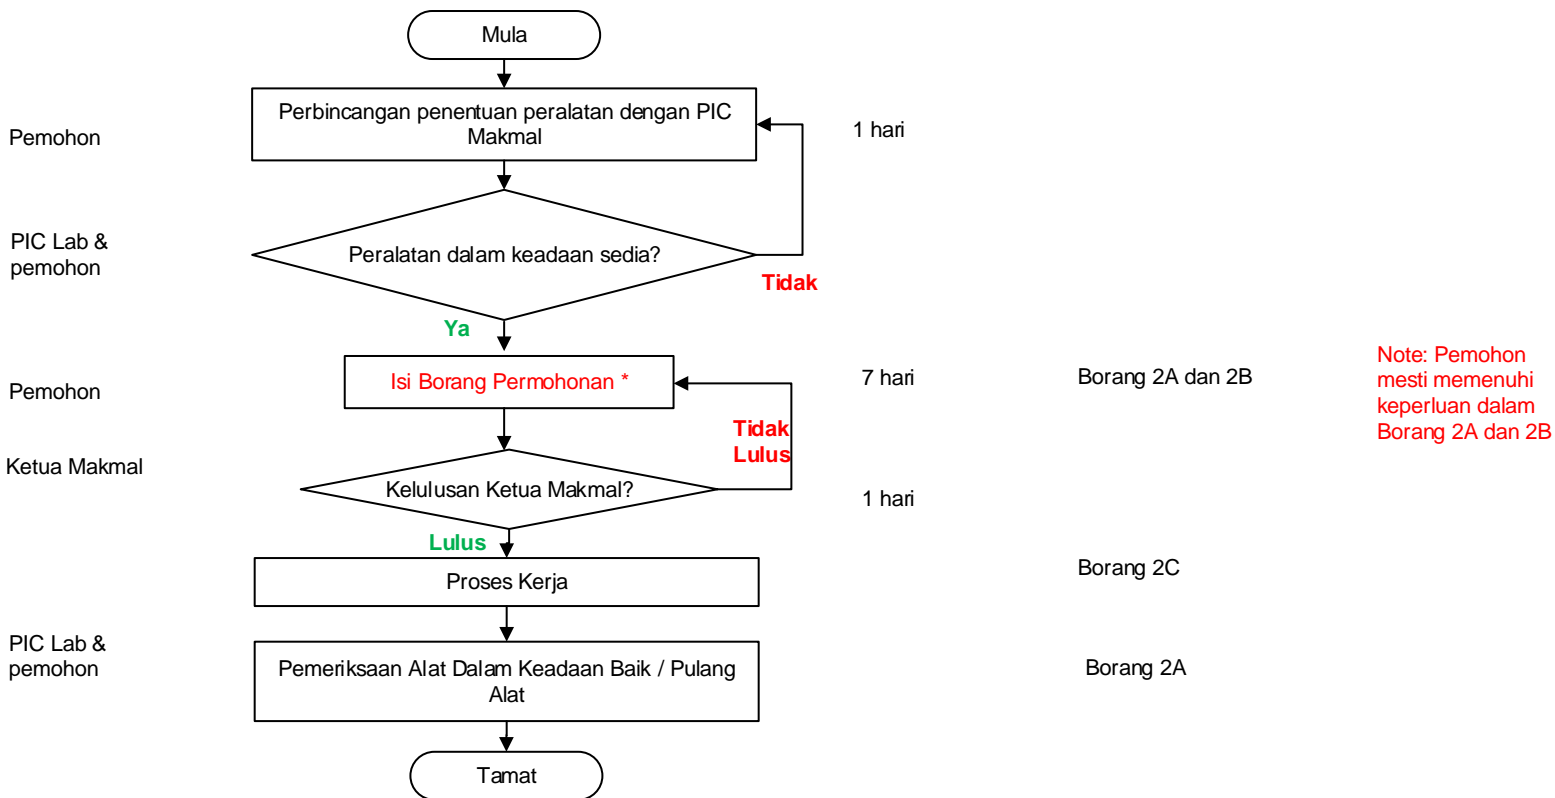 Mula
Perbincangan penentuan peralatan dengan PIC
Makmal
Pemohon
1 hari
PIC Lab &
pemohon
Peralatan dalam keadaan sedia?
Tidak
Ya
Pemohon
Isi Borang Permohonan *
7 hari
Borang 2A dan 2B
Note: Pemohon
mesti memenuhi
keperluan dalam
Borang 2A dan 2B
Tidak
Lulus
Ketua Makmal
Kelulusan Ketua Makmal?
1 hari
Lulus
Proses Kerja
Borang 2C
PIC Lab &
pemohon
Pemeriksaan Alat Dalam Keadaan Baik / Pulang
Alat
Borang 2A
Tamat